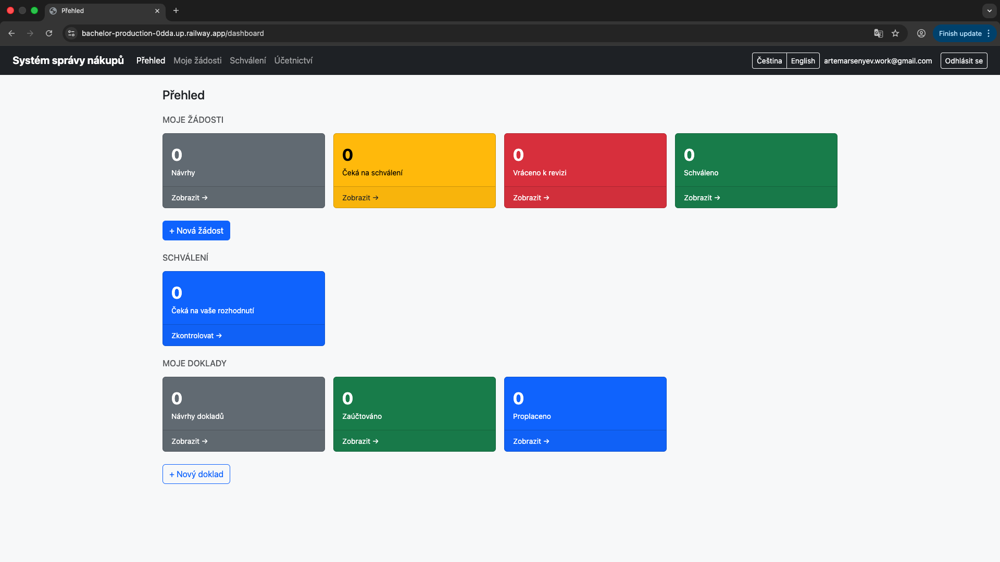 Přehled
bachelor-production-0dda.up.railway.app/dashboard
Finish update
Systém správy nákupů
Přehled
Moje žádosti
Schválení
Účetnictví
Čeština
English
artemarsenyev.work@gmail.com
Odhlásit se
Přehled
MOJE ŽÁDOSTI
0
Návrhy
Zobrazit →
0
Čeká na schválení
Zobrazit →
0
Vráceno k revizi
Zobrazit →
0
Schváleno
Zobrazit →
+ Nová žádost
SCHVÁLENÍ
0
Čeká na vaše rozhodnutí
Zkontrolovat →
MOJE DOKLADY
0
Návrhy dokladů
Zobrazit →
0
Zaúčtováno
Zobrazit →
0
Proplaceno
Zobrazit →
+ Nový doklad